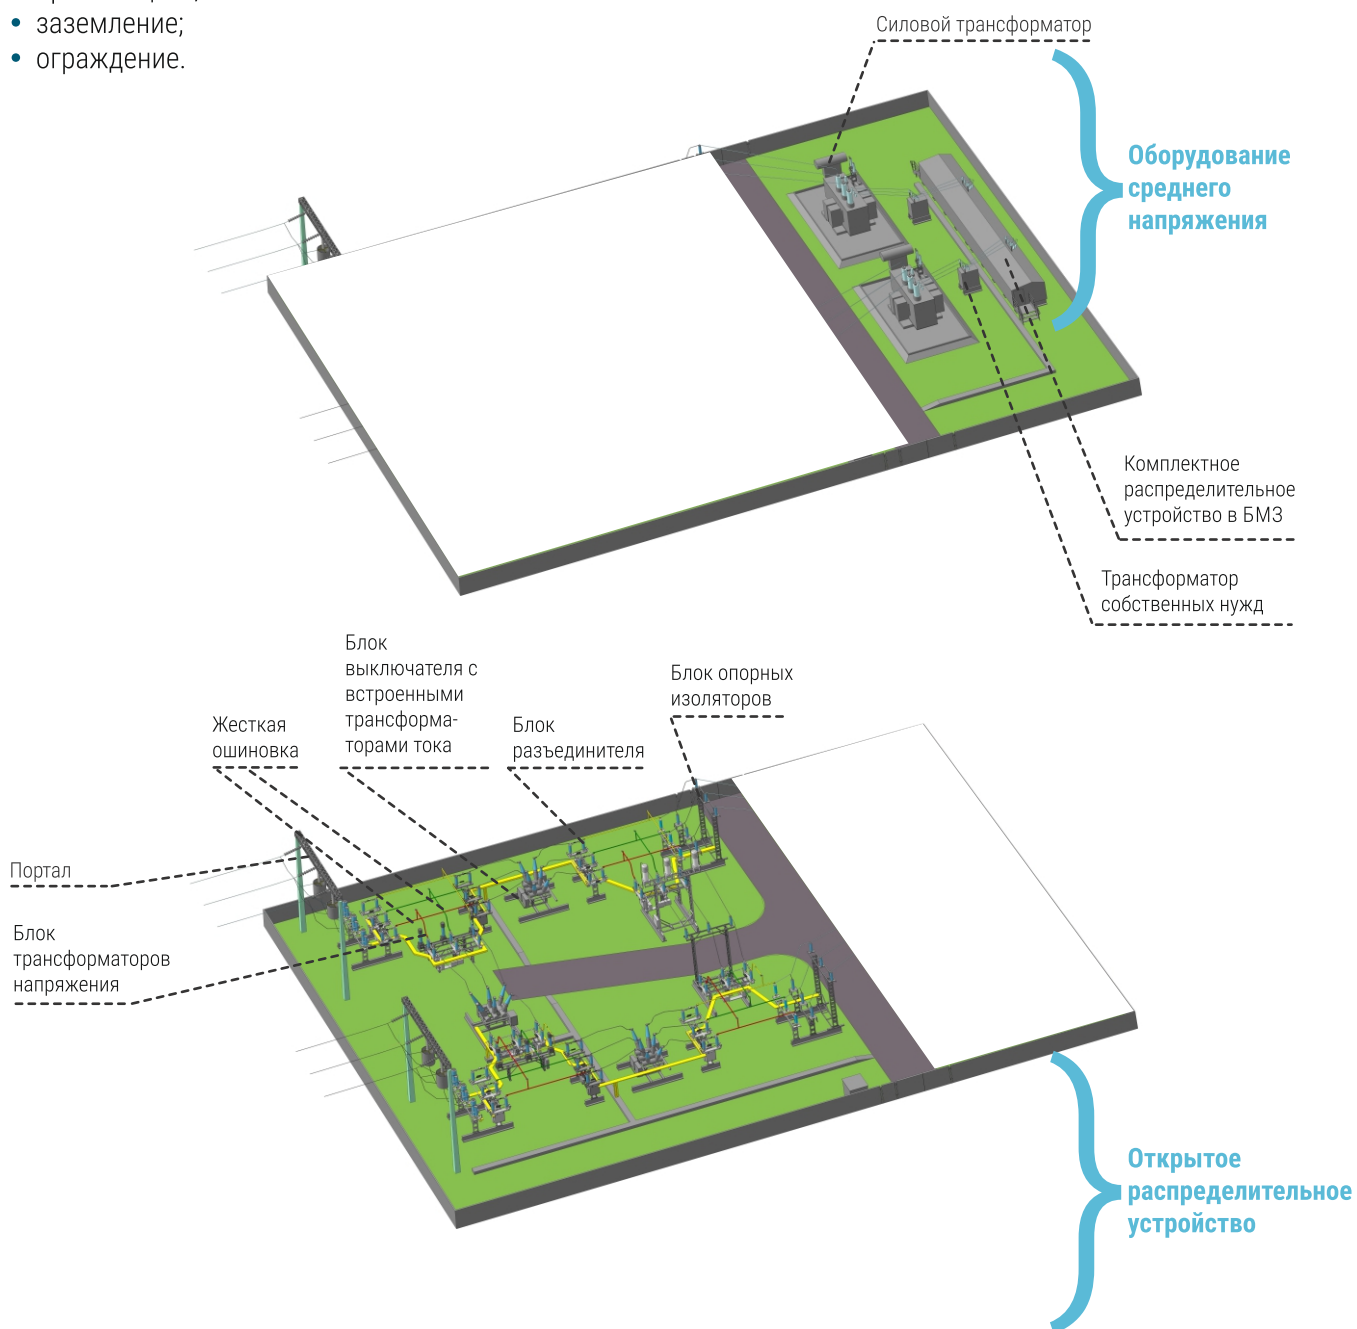 • заземление;
• ограждение.
Силовой трансформатор
Оборудование
среднего
напряжения
Комплектное
распределительное
устройство в БМЗ
Трансформатор
собственных нужд
Блок
выключателя с
встроенными
трансформа-
торами тока
Блок опорных
изоляторов
Жесткая
ошиновка
Блок
разъединителя
Портал
Блок
трансформаторов
напряжения
Открытое
распределительное
устройство